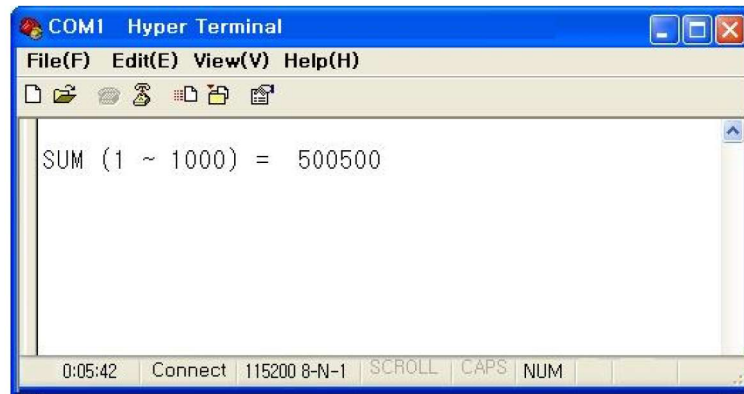 COM1 Hyper Terminal
File(F) Edit(E) View(V) Help(H)
SUM (1 ~ 1000) = 500500
0:05:42 Connect 115200 8-N-1 SCROLL CAPS NUM